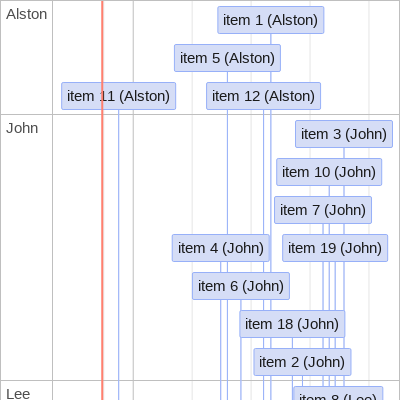 Alston
item 1 (Alston)
item 5 (Alston)
item 11 (Alston)
item 12 (Alston)
John
item 3 (John)
item 10 (John)
item 7 (John)
item 4 (John)
item 19 (John)
item 6 (John)
item 18 (John)
item 2 (John)
Lee
item 8 (Lee)